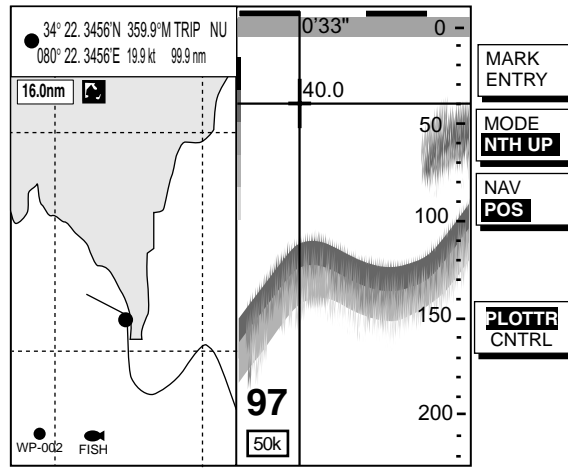 34° 22. 3456'N 359.9°M TRIP NU
080° 22. 3456'E 19.9 kt 99.9 nm
16.0nm
WP-002 FISH
0'33"
40.0
0
50
100
150
200
97
50k
MARK
ENTRY
MODE
NTH UP
NAV
POS
PLOTTR
CNTRL